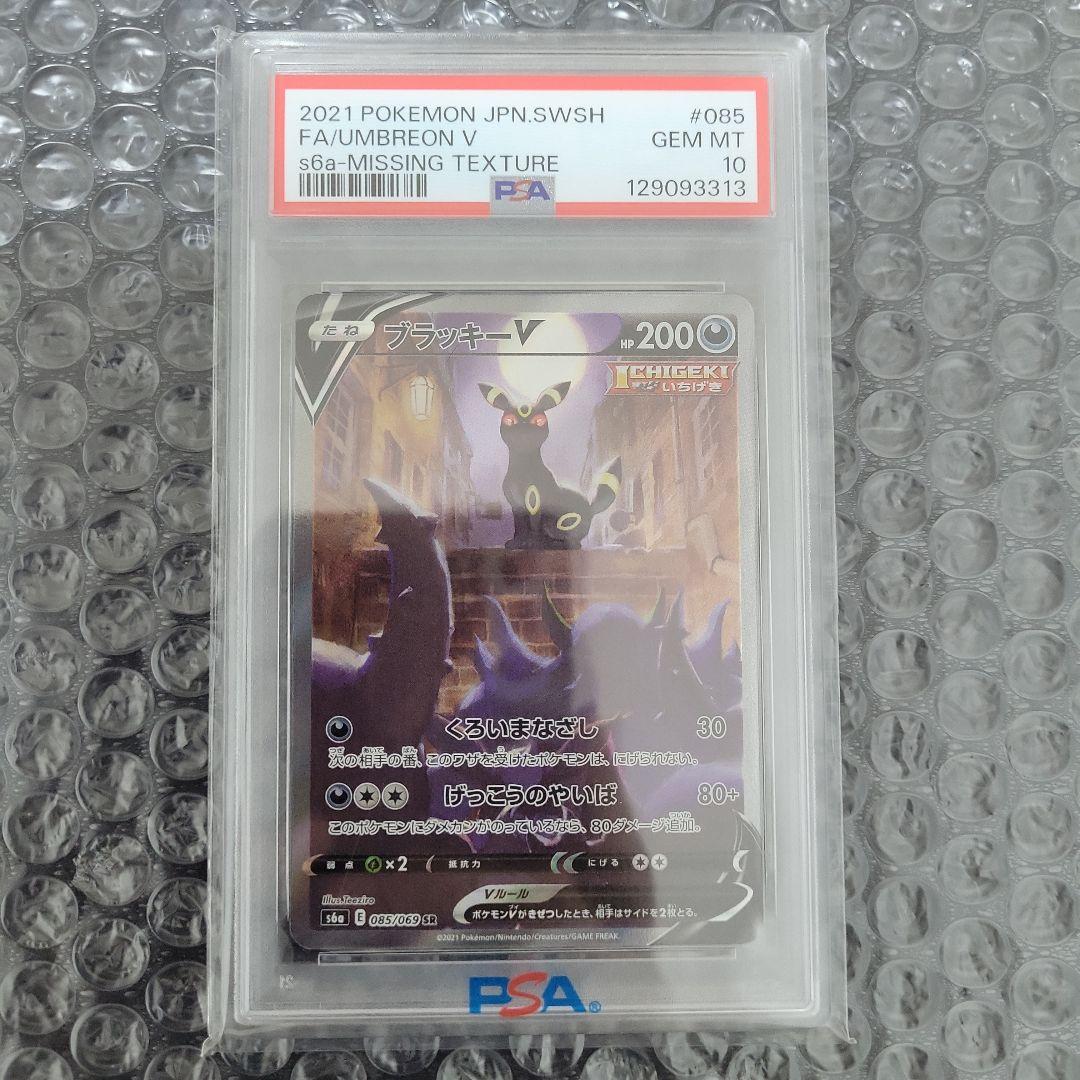 2021 POKEMON JPN.SWSH #085
FA/UMBREON V GEM MT
s6a-MISSING TEXTURE 10
PSA 129093313
たね ブラッキーV HP 200
ICHIGEKI
いちげき
くろいまなざし 30
次の相手の番、このワザを受けたポケモンは、にげられない。
げっこうのやいば 80+
このポケモンにダメカンがのっているなら、80ダメージ追加。
弱点 ×2 抵抗力 にげる
Vルール
Illus.Teeziro
ポケモンVがきぜつしたとき、相手はサイドを2枚とる。
s6a E 085/069 SR
©2021 Pokémon/Nintendo/Creatures/GAME FREAK.
PSA®